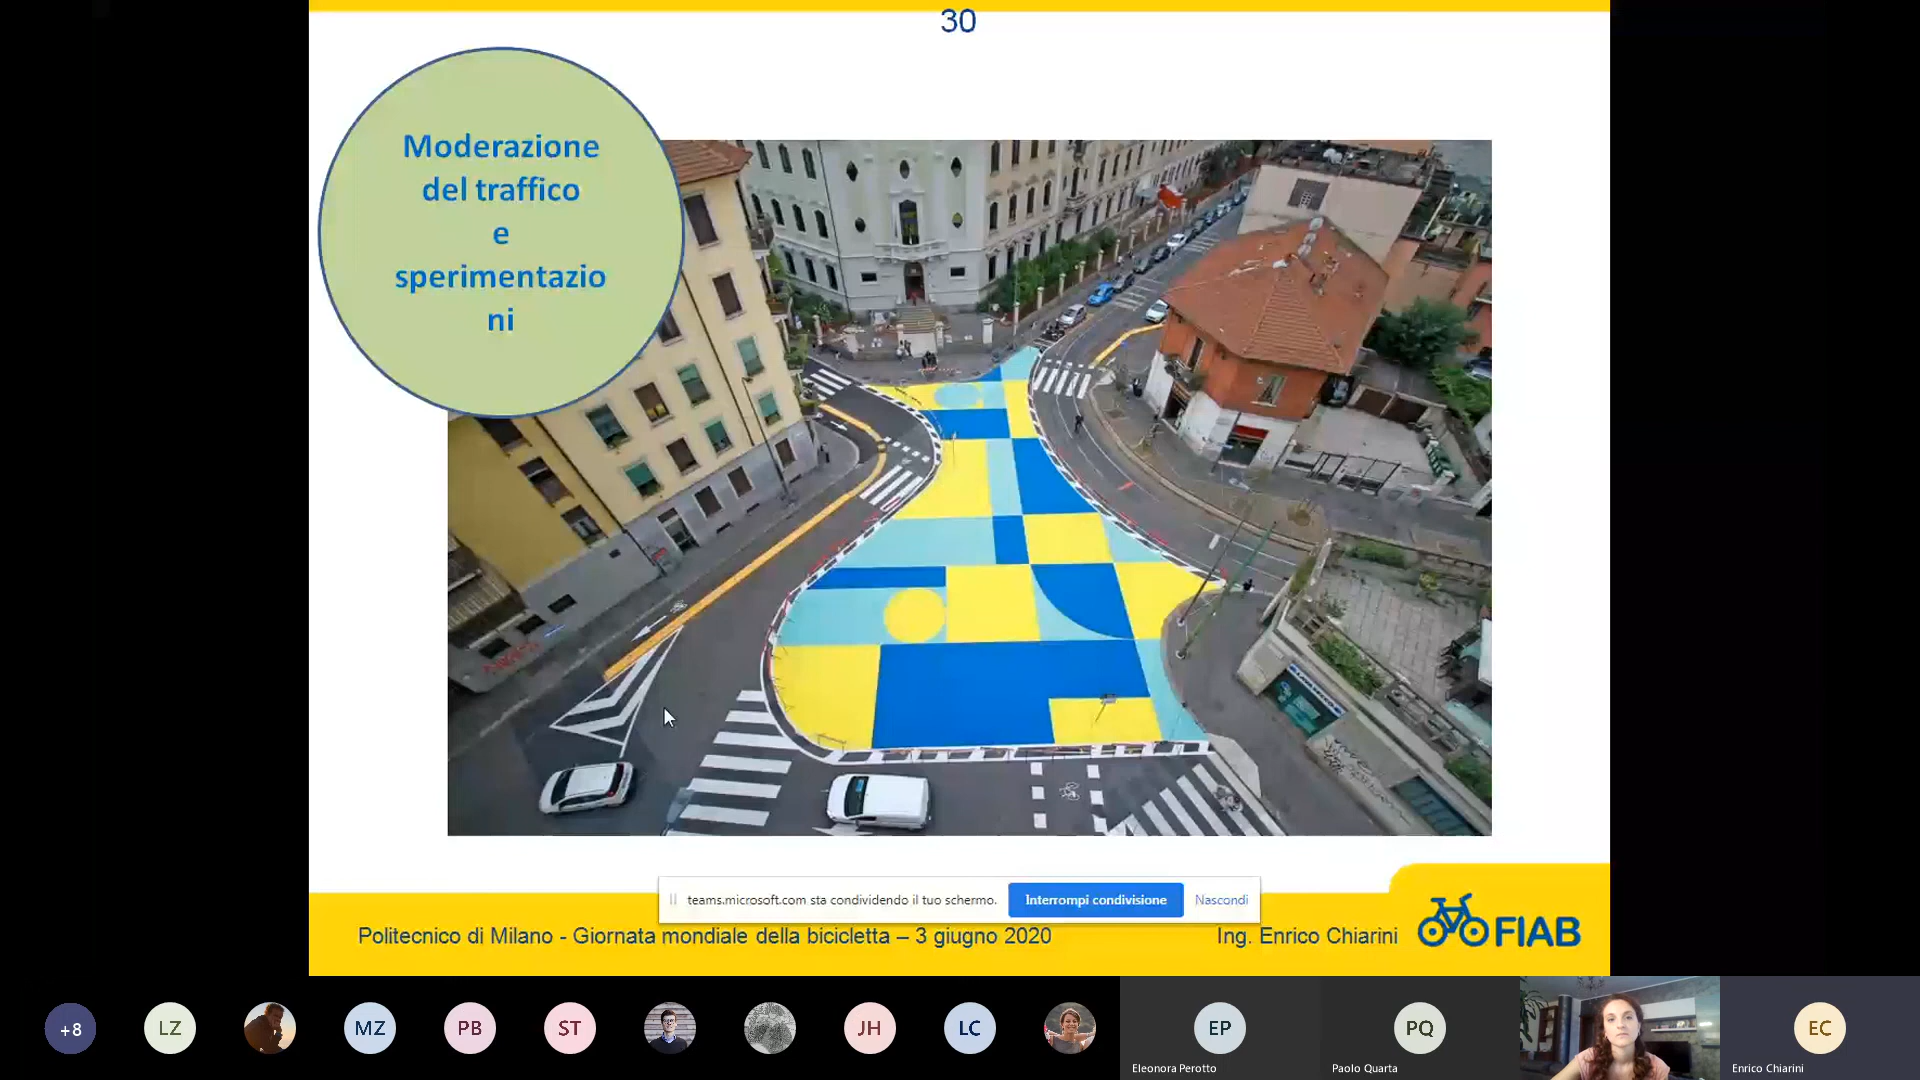 30
Moderazione
del traffico
e
sperimentazio
ni
teams.microsoft.com sta condividendo il tuo schermo.
Interrompi condivisione
Nascondi
Politecnico di Milano - Giornata mondiale della bicicletta – 3 giugno 2020
Ing. Enrico Chiarini
FIAB
+8
LZ
MZ
PB
ST
JH
LC
EP
PQ
EC
Eleonora Perotto
Paolo Quarta
Enrico Chiarini